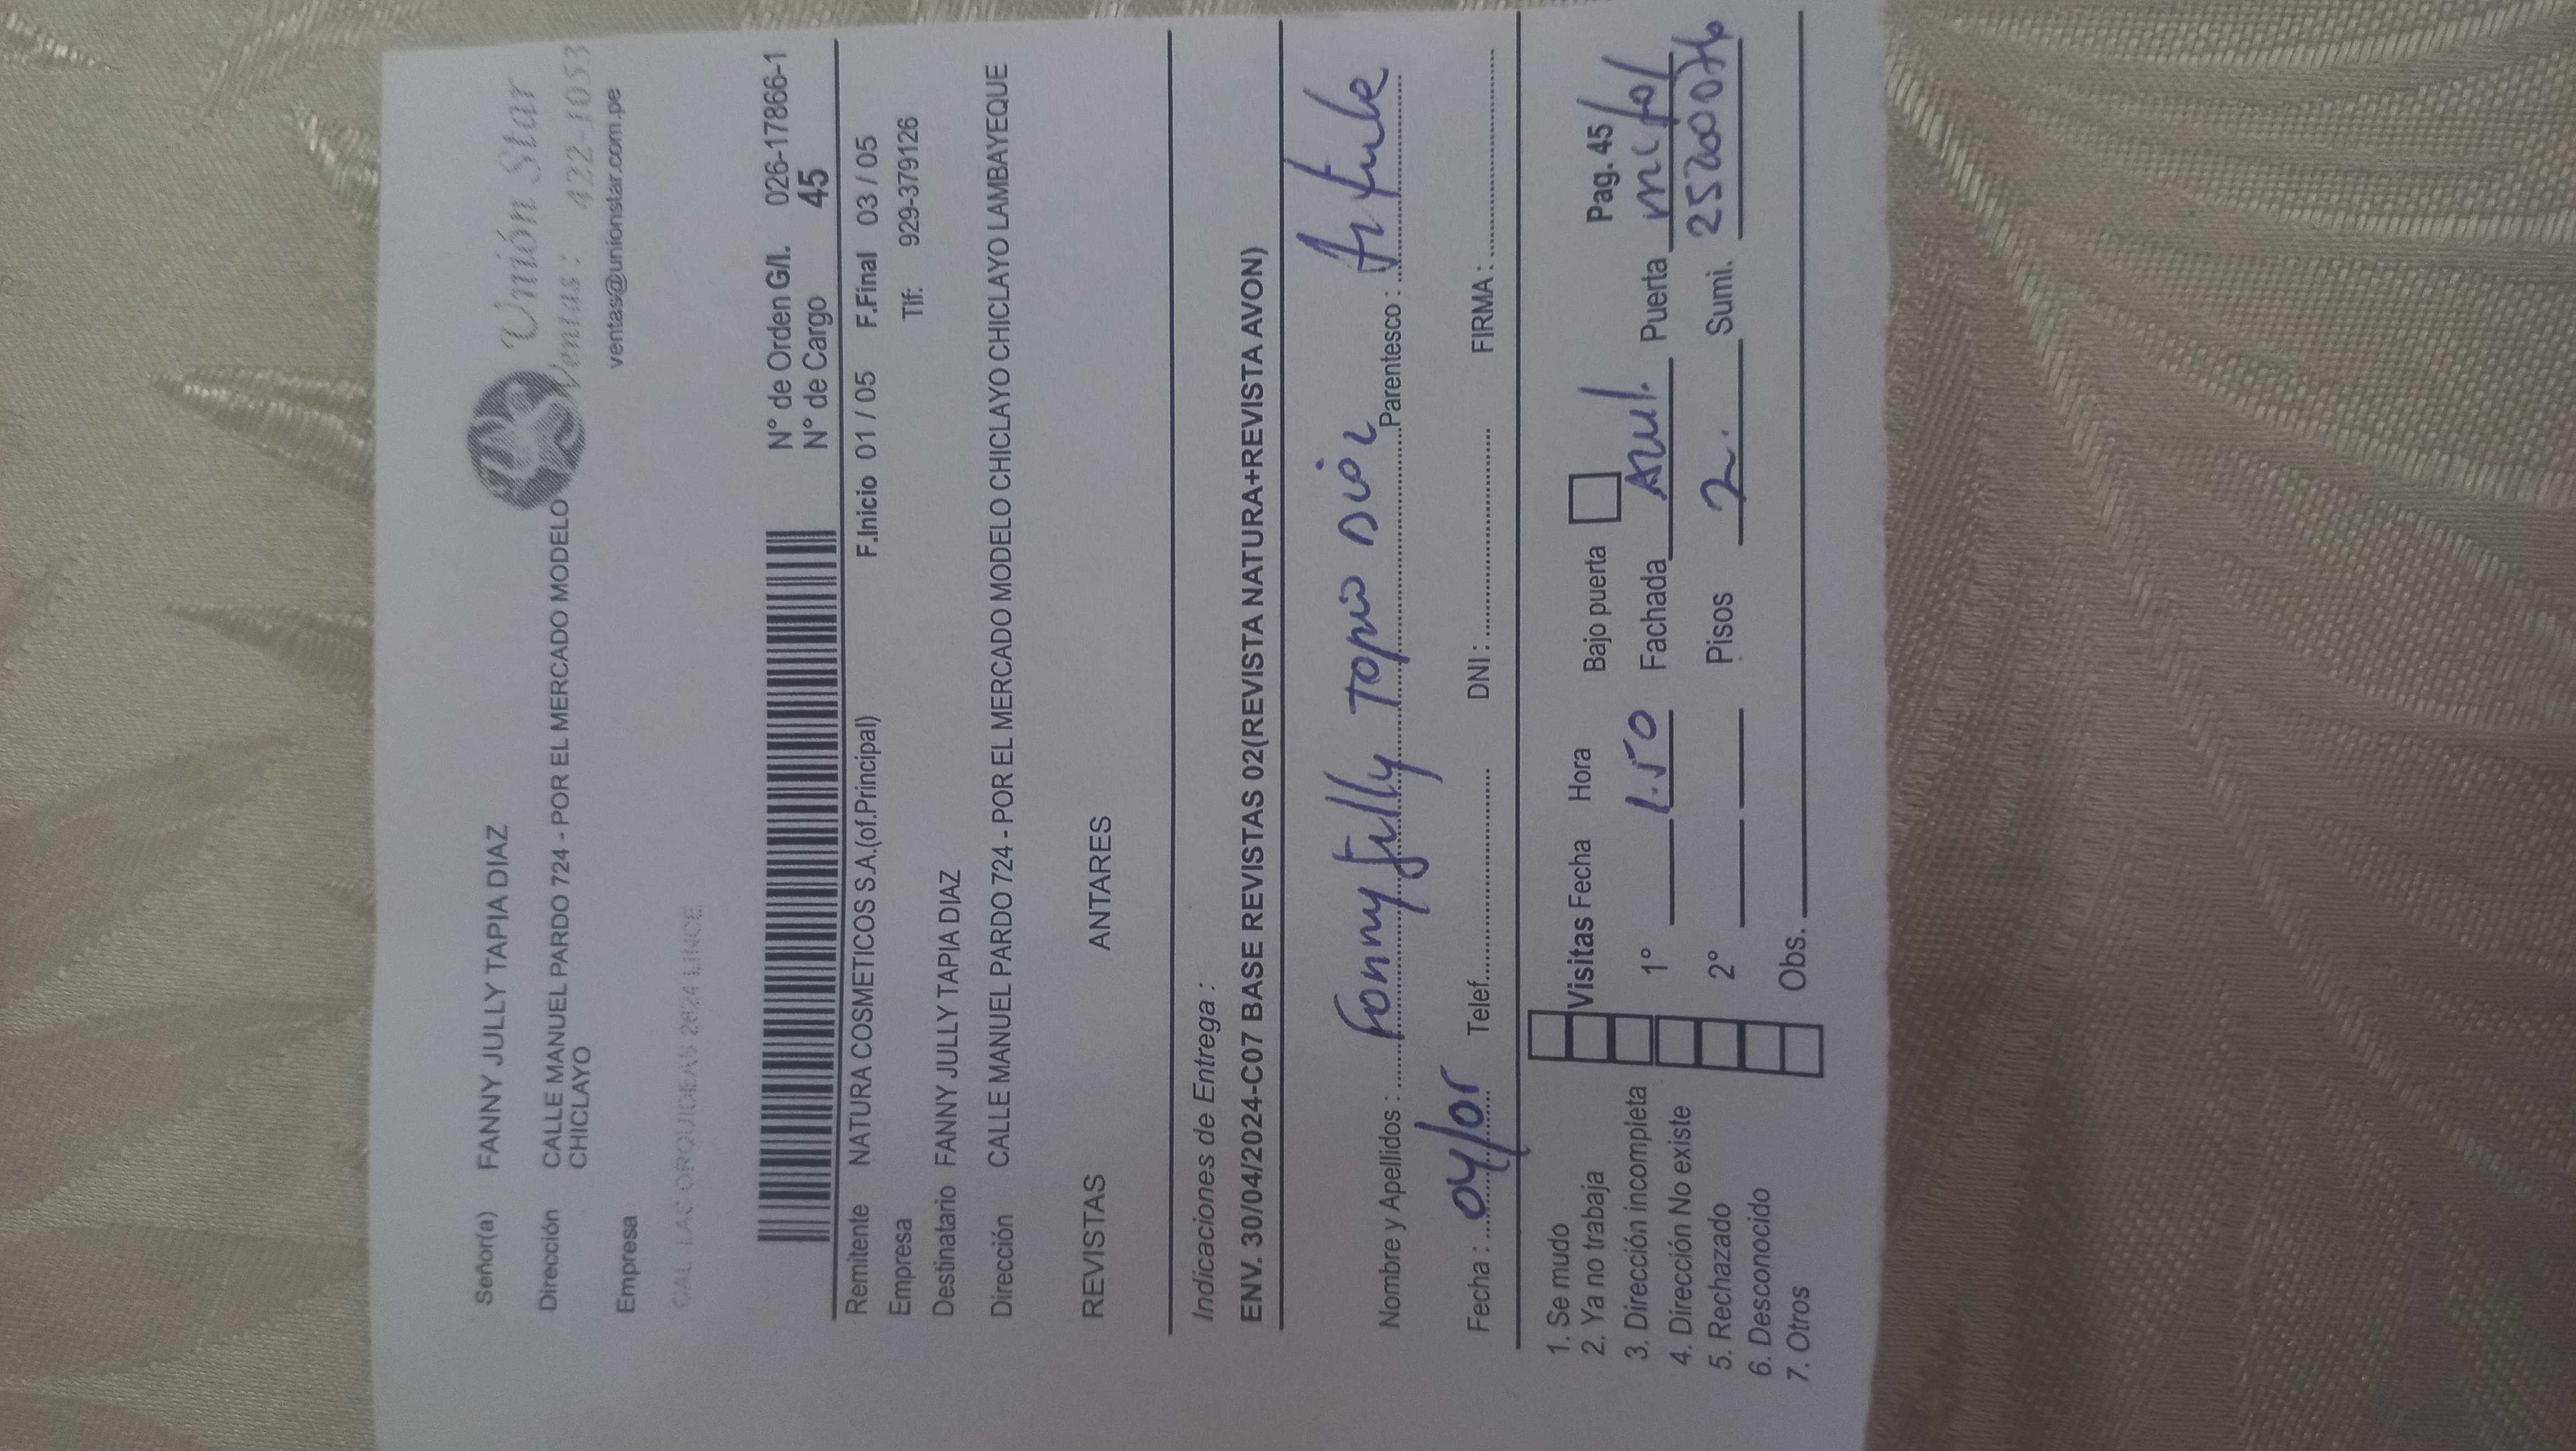 Unión Star
Ventas: 422-1053
ventas@unionstar.com.pe
Señor(a) FANNY JULLY TAPIA DIAZ
Dirección CALLE MANUEL PARDO 724 - POR EL MERCADO MODELO
CHICLAYO
Empresa
CAL. LAS ORQUIDEAS 2624 LINCE
N° de Orden G/I. 026-17866-1
N° de Cargo 45
Remitente NATURA COSMETICOS S.A.(of.Principal) F.Inicio 01 / 05 F.Final 03 / 05
Empresa Tlf: 929-379126
Destinatario FANNY JULLY TAPIA DIAZ
Dirección CALLE MANUEL PARDO 724 - POR EL MERCADO MODELO CHICLAYO CHICLAYO LAMBAYEQUE
REVISTAS ANTARES
Indicaciones de Entrega :
ENV. 30/04/2024-C07 BASE REVISTAS 02(REVISTA NATURA+REVISTA AVON)
Nombre y Apellidos : Fanny Jully Tapia Diaz Parentesco :
Fecha : 04/05 Telef. DNI : FIRMA :
1. Se mudo
2. Ya no trabaja
3. Dirección incompleta
4. Dirección No existe
5. Rechazado
6. Desconocido
7. Otros
Visitas Fecha Hora Bajo puerta Pag. 45
1° 1.50 Fachada Azul. Puerta
2° Pisos 2. Sumi.
Obs.